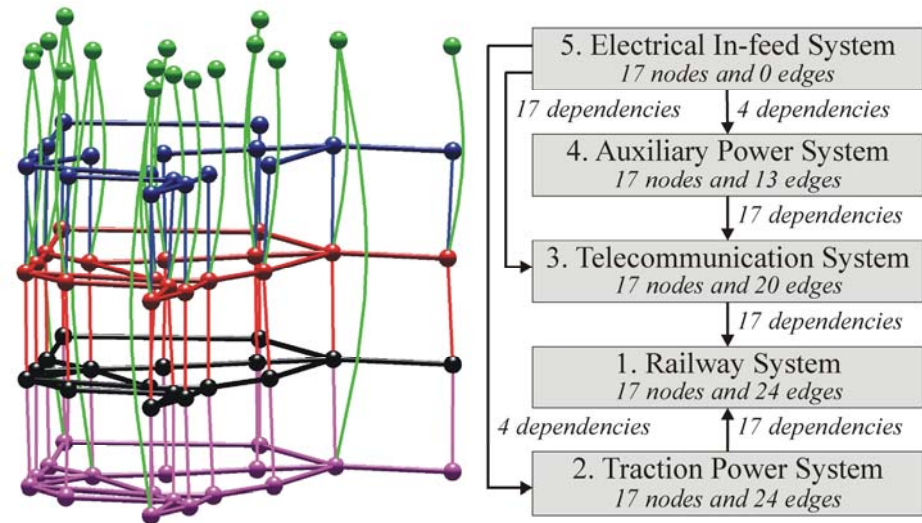 5. Electrical In-feed System
17 nodes and 0 edges
17 dependencies
4 dependencies
4. Auxiliary Power System
17 nodes and 13 edges
17 dependencies
3. Telecommunication System
17 nodes and 20 edges
17 dependencies
1. Railway System
17 nodes and 24 edges
4 dependencies
17 dependencies
2. Traction Power System
17 nodes and 24 edges